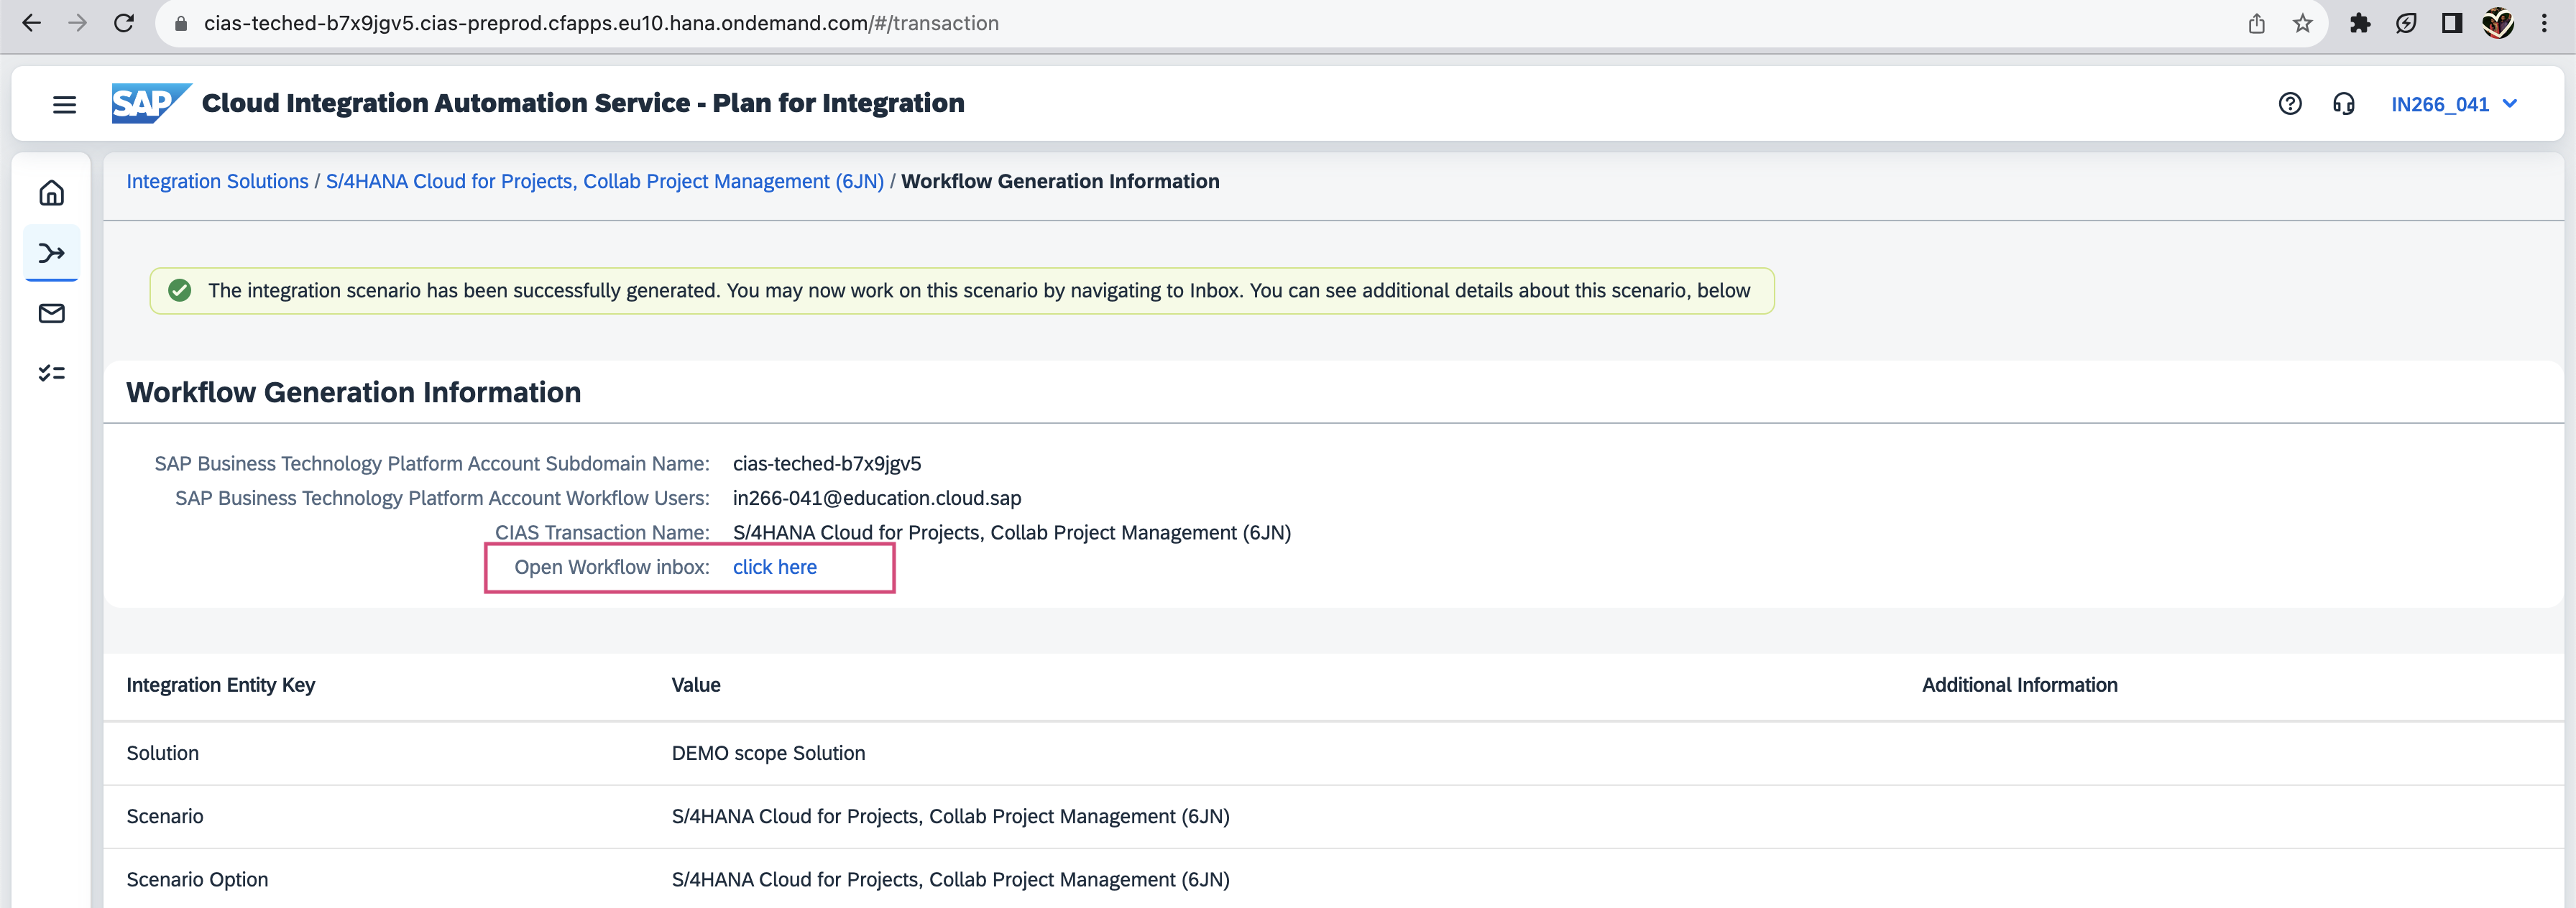 cias-teched-b7x9jgv5.cias-preprod.cfapps.eu10.hana.ondemand.com/#/transaction
SAP Cloud Integration Automation Service - Plan for Integration
IN266_041
Integration Solutions / S/4HANA Cloud for Projects, Collab Project Management (6JN) / Workflow Generation Information
The integration scenario has been successfully generated. You may now work on this scenario by navigating to Inbox. You can see additional details about this scenario, below
Workflow Generation Information
SAP Business Technology Platform Account Subdomain Name: cias-teched-b7x9jgv5
SAP Business Technology Platform Account Workflow Users: in266-041@education.cloud.sap
CIAS Transaction Name: S/4HANA Cloud for Projects, Collab Project Management (6JN)
Open Workflow inbox: click here
Integration Entity Key Value Additional Information
Solution DEMO scope Solution
Scenario S/4HANA Cloud for Projects, Collab Project Management (6JN)
Scenario Option S/4HANA Cloud for Projects, Collab Project Management (6JN)